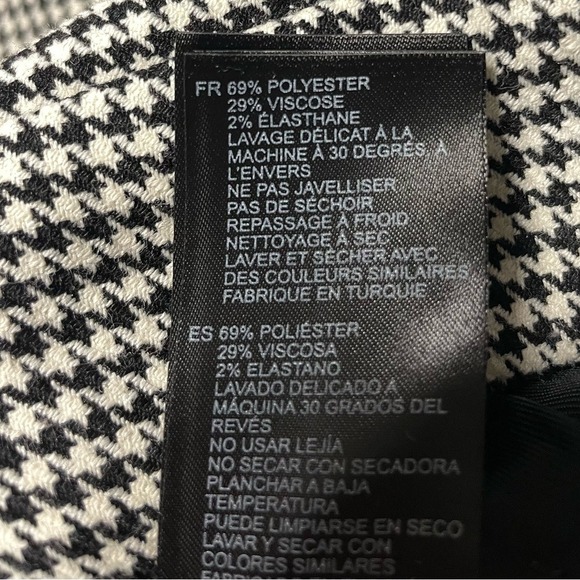 FR 69% POLYESTER
29% VISCOSE
2% ÉLASTHANE
LAVAGE DÉLICAT À LA
MACHINE À 30 DEGRÉS, À
L'ENVERS
NE PAS JAVELLISER
PAS DE SÉCHOIR
REPASSAGE À FROID
NETTOYAGE À SEC
LAVER ET SÉCHER AVEC
DES COULEURS SIMILAIRES
FABRIQUE EN TURQUIE
ES 69% POLIÉSTER
29% VISCOSA
2% ELASTANO
LAVADO DELICADO A
MÁQUINA 30 GRADOS DEL
REVÉS
NO USAR LEJÍA
NO SECAR CON SECADORA
PLANCHAR A BAJA
TEMPERATURA
PUEDE LIMPIARSE EN SECO
LAVAR Y SECAR CON
COLORES SIMILARES